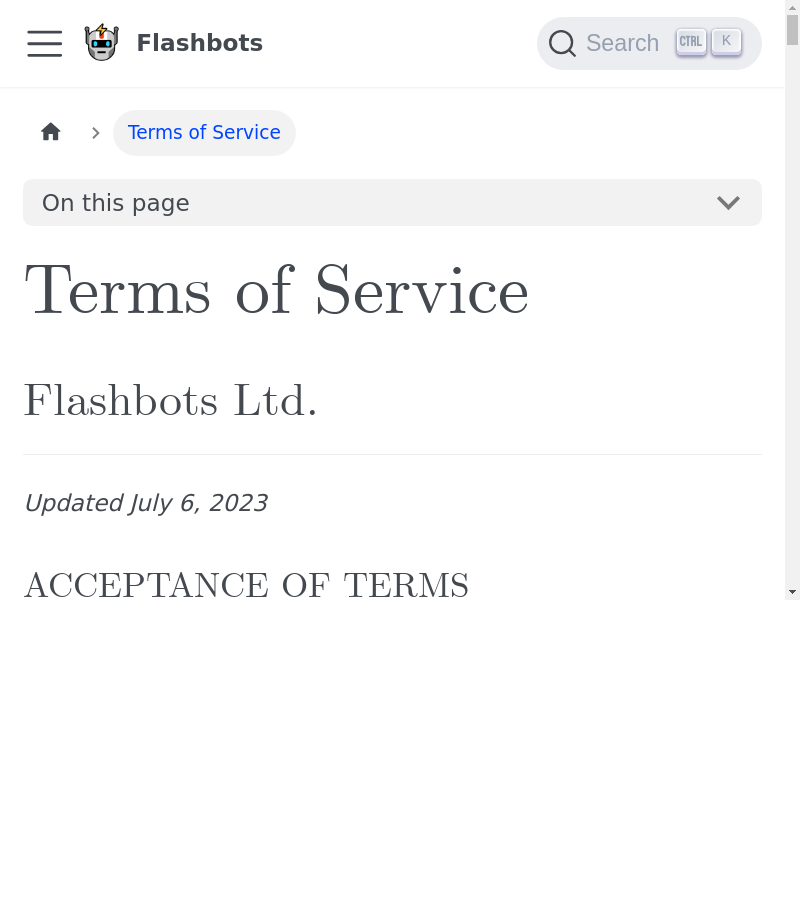 Flashbots
Search CTRL K
Terms of Service
On this page
Terms of Service
Flashbots Ltd.
Updated July 6, 2023
ACCEPTANCE OF TERMS